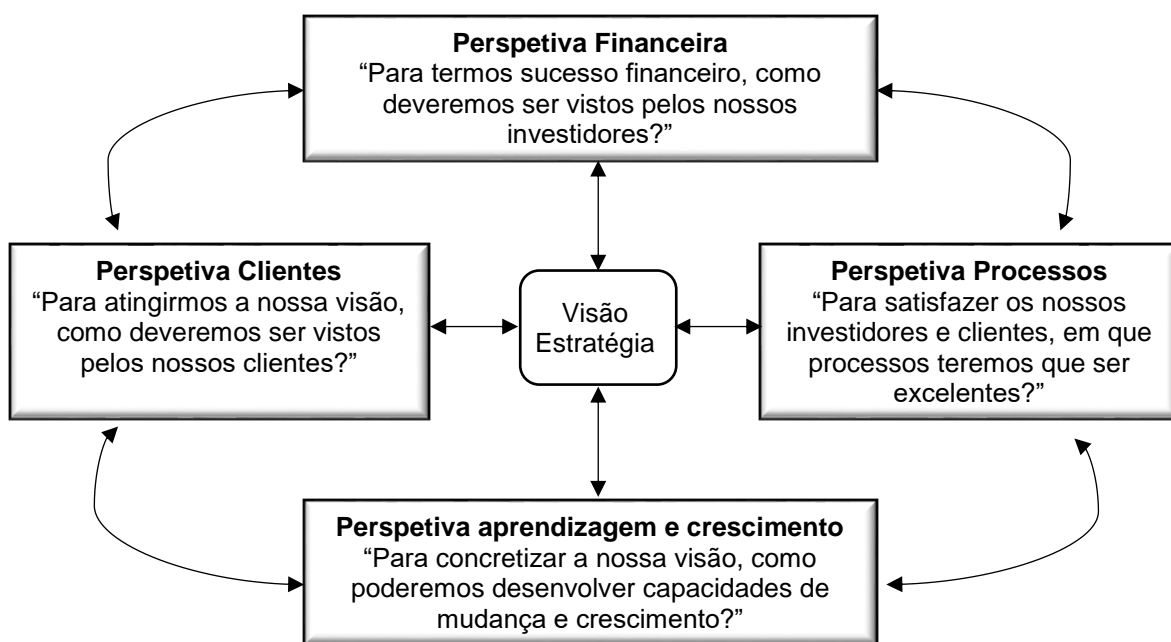 Perspetiva Financeira
“Para termos sucesso financeiro, como
deveremos ser vistos pelos nossos
investidores?”
Perspetiva Clientes
“Para atingirmos a nossa visão,
como deveremos ser vistos
pelos nossos clientes?”
Visão
Estratégia
Perspetiva Processos
“Para satisfazer os nossos
investidores e clientes, em que
processos teremos que ser
excelentes?”
Perspetiva aprendizagem e crescimento
“Para concretizar a nossa visão, como
poderemos desenvolver capacidades de
mudança e crescimento?”